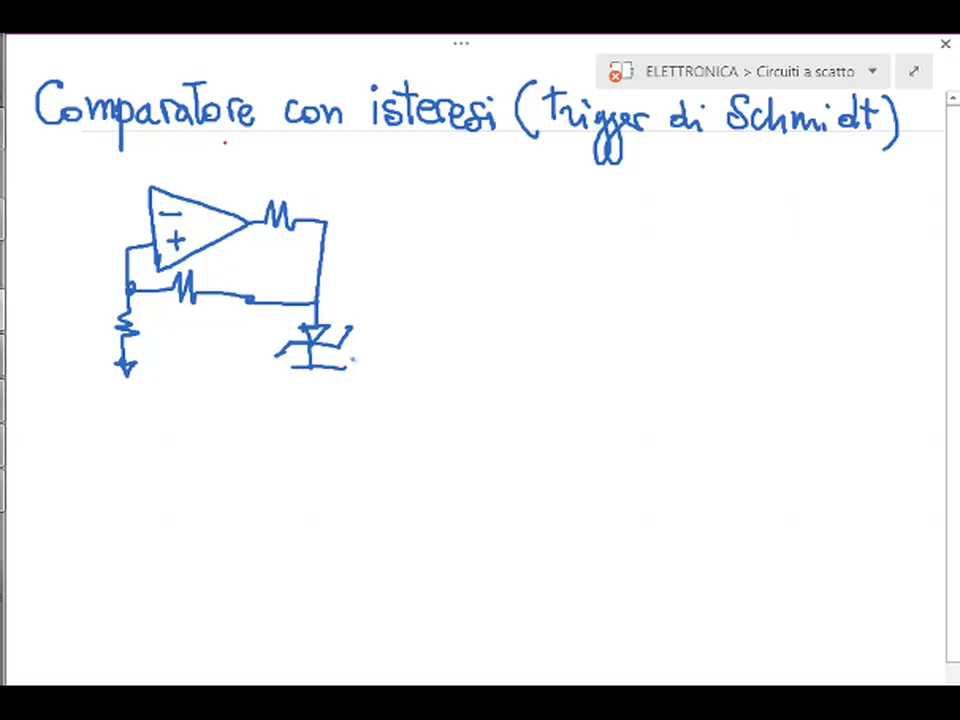 ELETTRONICA > Circuiti a scatto
Comparatore con isteresi (trigger di Schmidt)
−
+